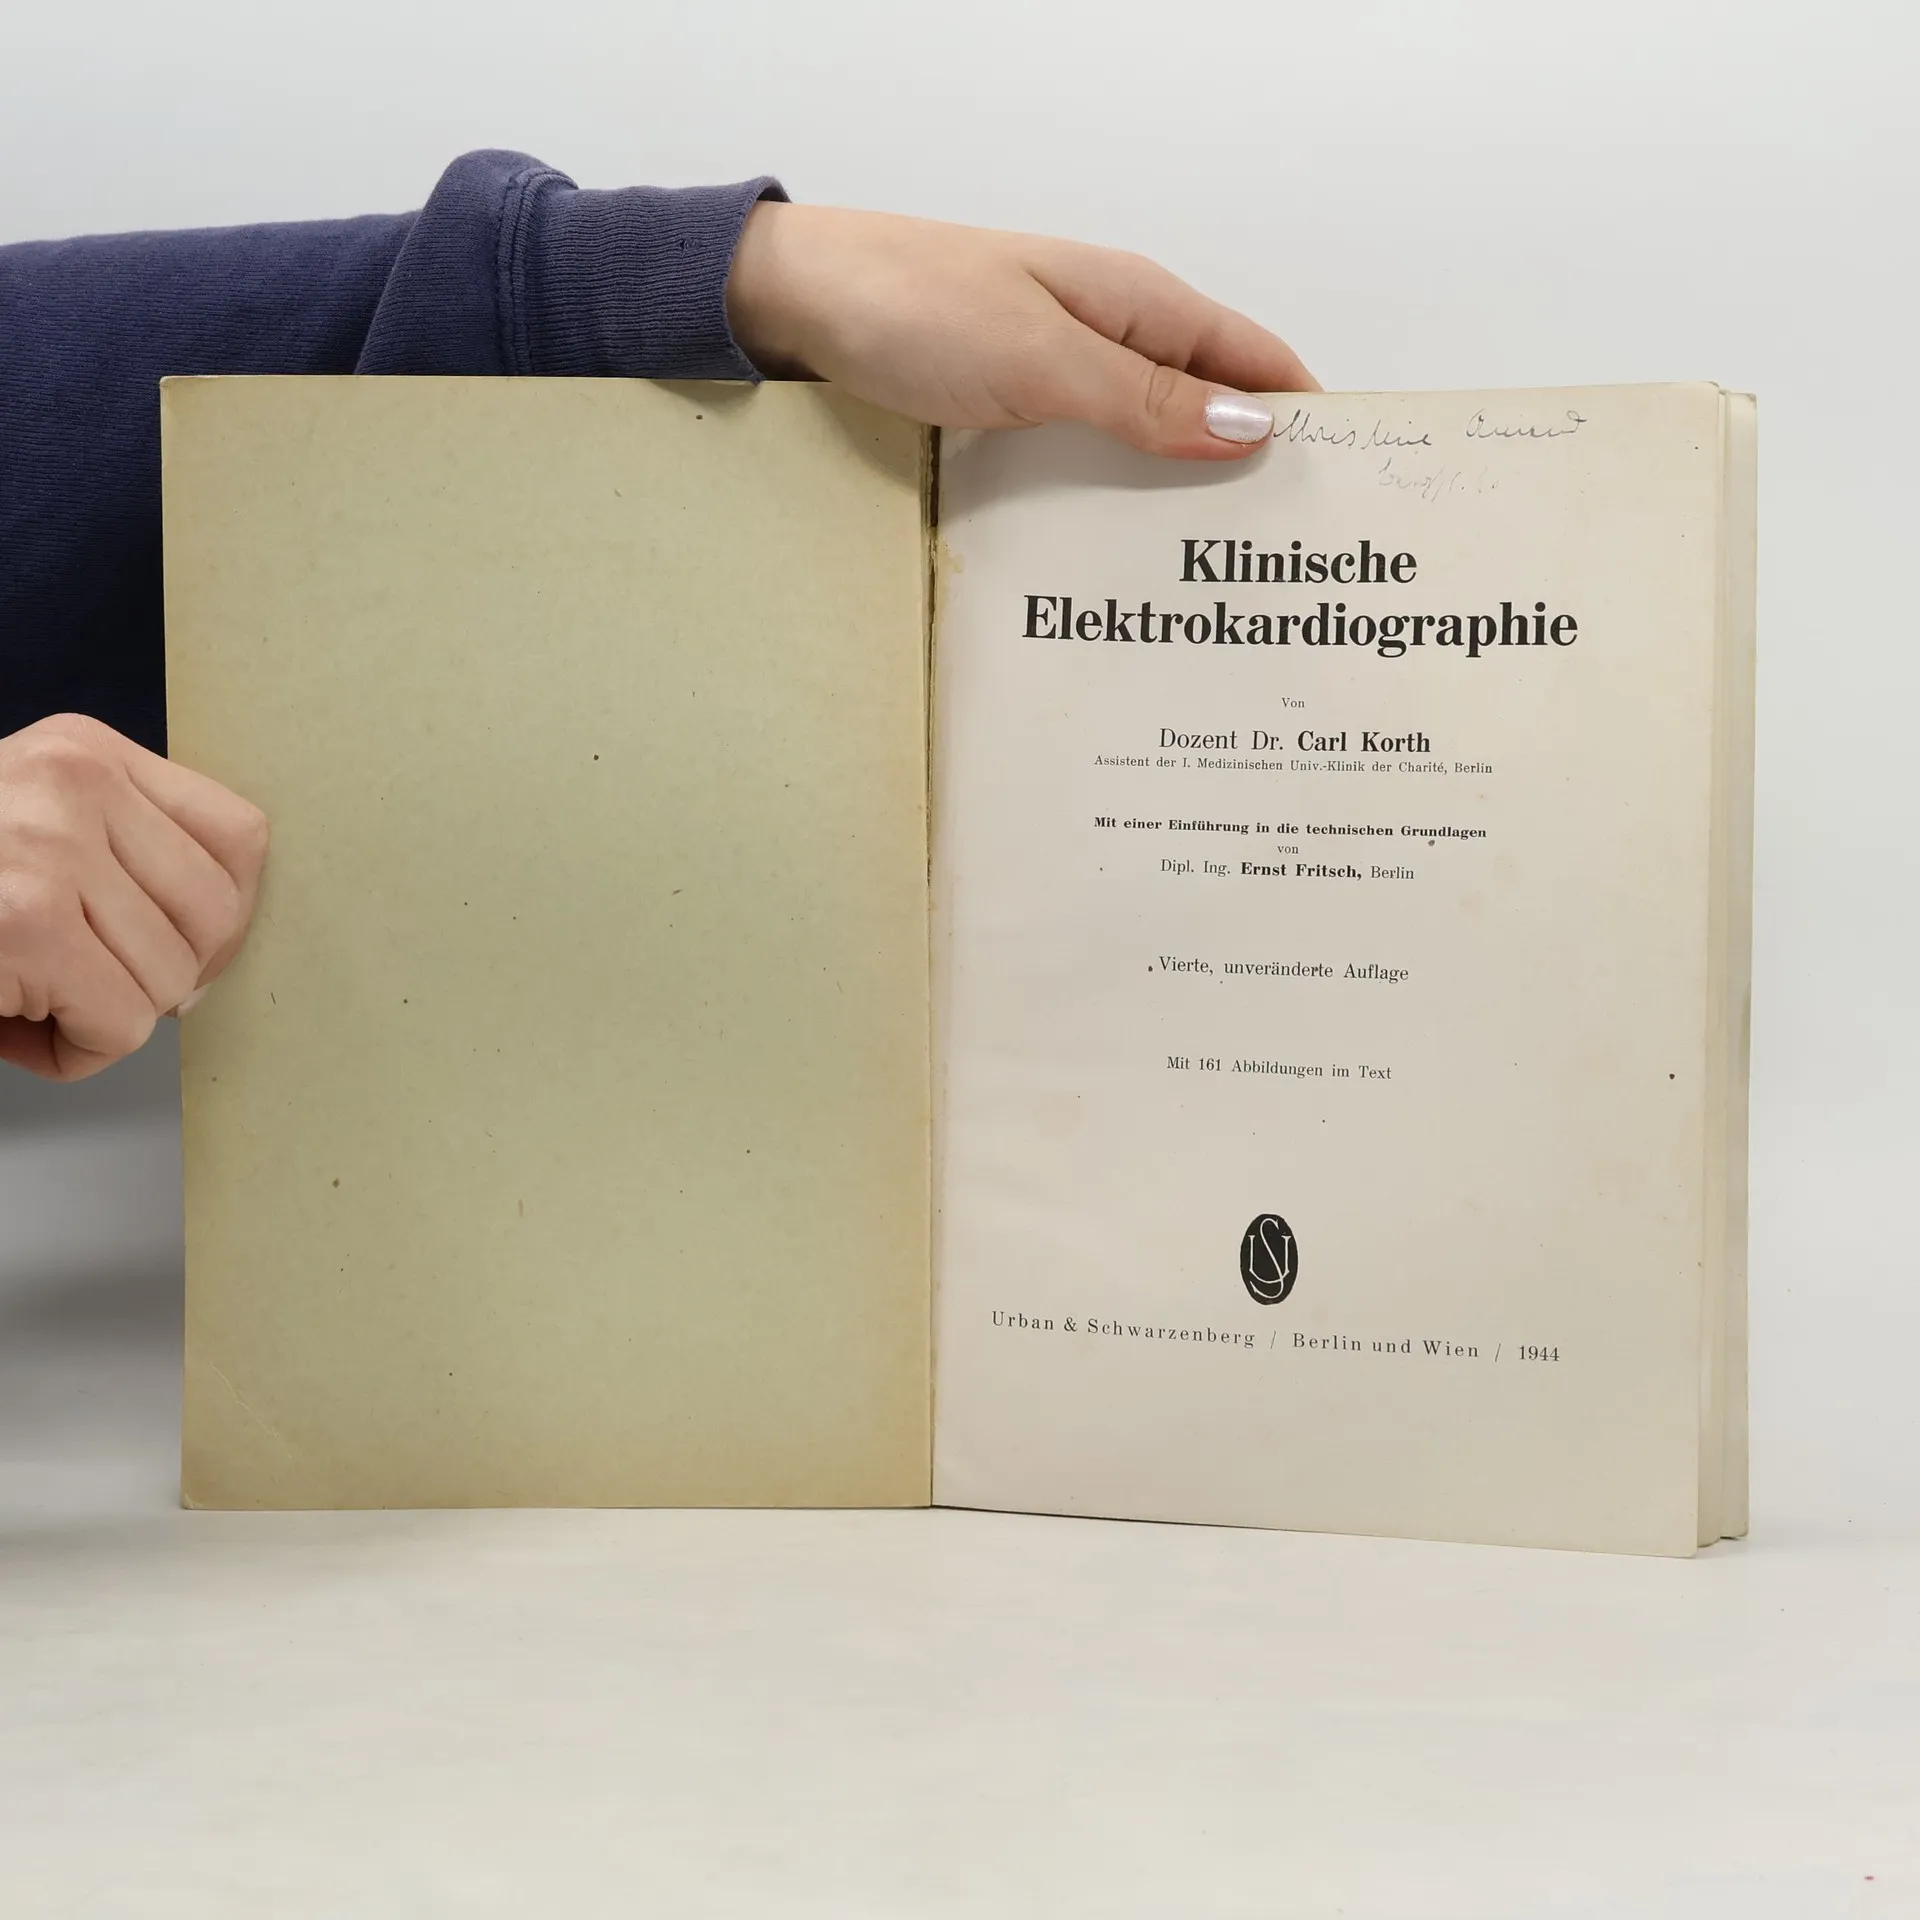 Klinische
Elektrokardiographie
Von
Dozent Dr. Carl Korth
Assistent der I. Medizinischen Univ.-Klinik der Charité, Berlin
Mit einer Einführung in die technischen Grundlagen
von
Dipl. Ing. Ernst Fritsch, Berlin
Vierte, unveränderte Auflage
Mit 161 Abbildungen im Text
US
Urban & Schwarzenberg / Berlin und Wien / 1944